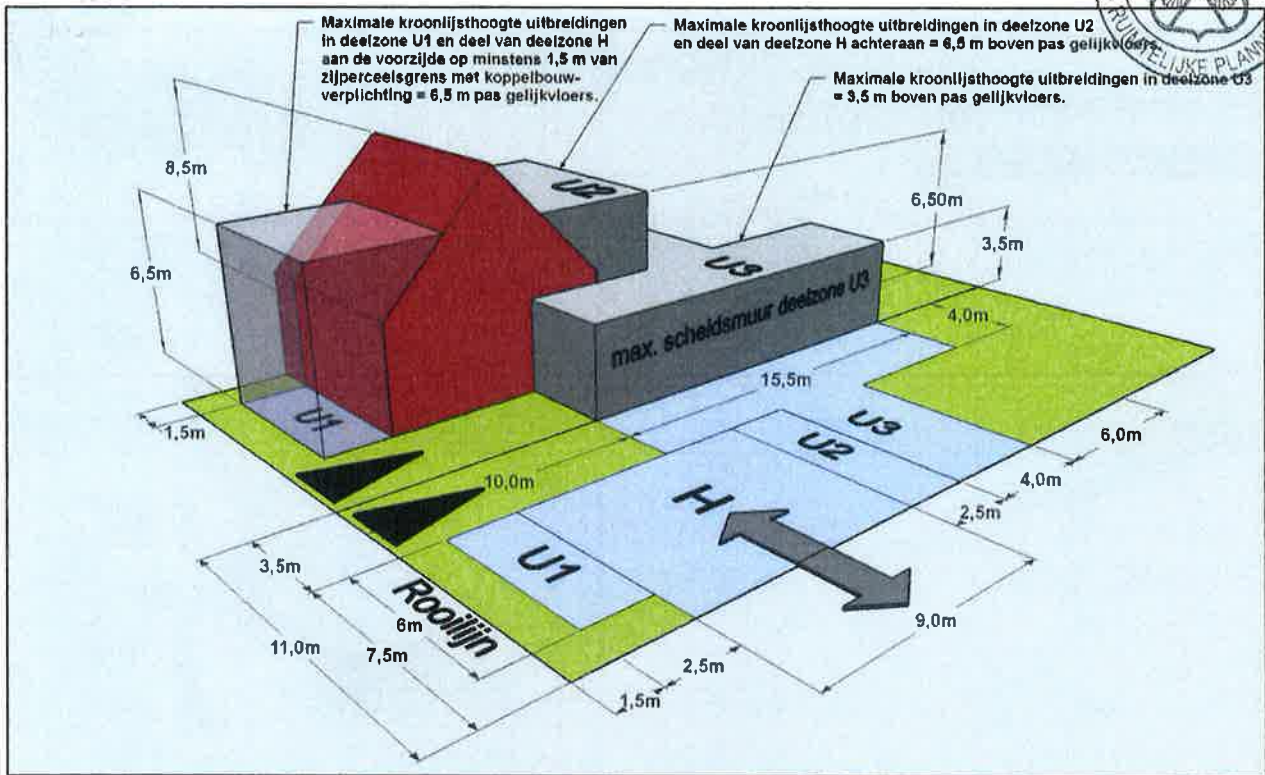 Maximale kroonlijsthoogte uitbreidingen
in deelzone U1 en deel van deelzone H
aan de voorzijde op minstens 1,5 m van
zijperceelsgrens met koppelbouw-
verplichting = 6,5 m pas gelijkvloers.
Maximale kroonlijsthoogte uitbreidingen in deelzone U2
en deel van deelzone H achteraan = 6,5 m boven pas gelijkvloers.
Maximale kroonlijsthoogte uitbreidingen in deelzone U3
= 3,5 m boven pas gelijkvloers.
RUIMTELIJKE PLANN
8,5m
U2
6,50m
3,5m
6,5m
U3
max. scheidsmuur deelzone U3
4,0m
15,5m
U1
1,5m
U3
U2
6,0m
4,0m
10,0m
H
2,5m
U1
3,5m
Rooilijn
6m
9,0m
11,0m
7,5m
2,5m
1,5m